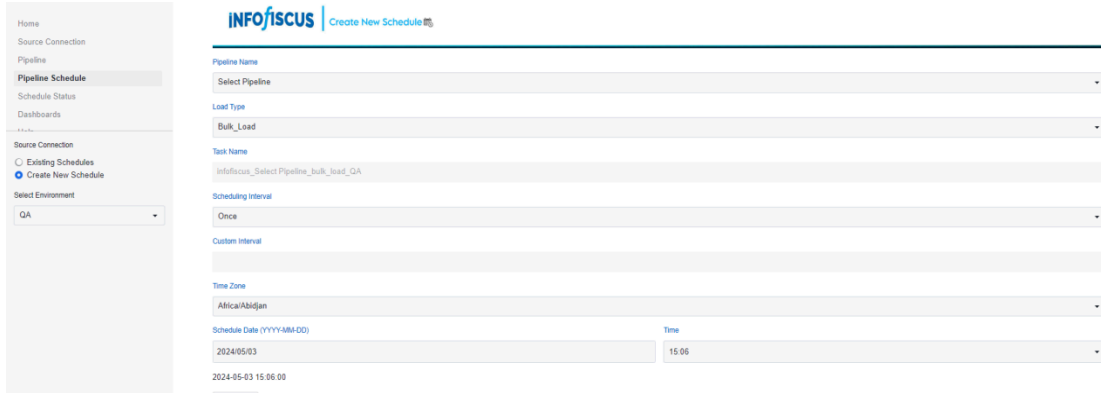 Home
Source Connection
Pipeline
Pipeline Schedule
Schedule Status
Dashboards
Help
Source Connection
Existing Schedules
Create New Schedule
Select Environment
QA
iNFOfiSCUS Create New Schedule
Pipeline Name
Select Pipeline
Load Type
Bulk_Load
Task Name
Infofiscus_Select Pipeline_bulk_load_QA
Scheduling Interval
Once
Custom Interval
Time Zone
Africa/Abidjan
Schedule Date (YYYY-MM-DD) Time
2024/05/03 15:06
2024-05-03 15:06:00